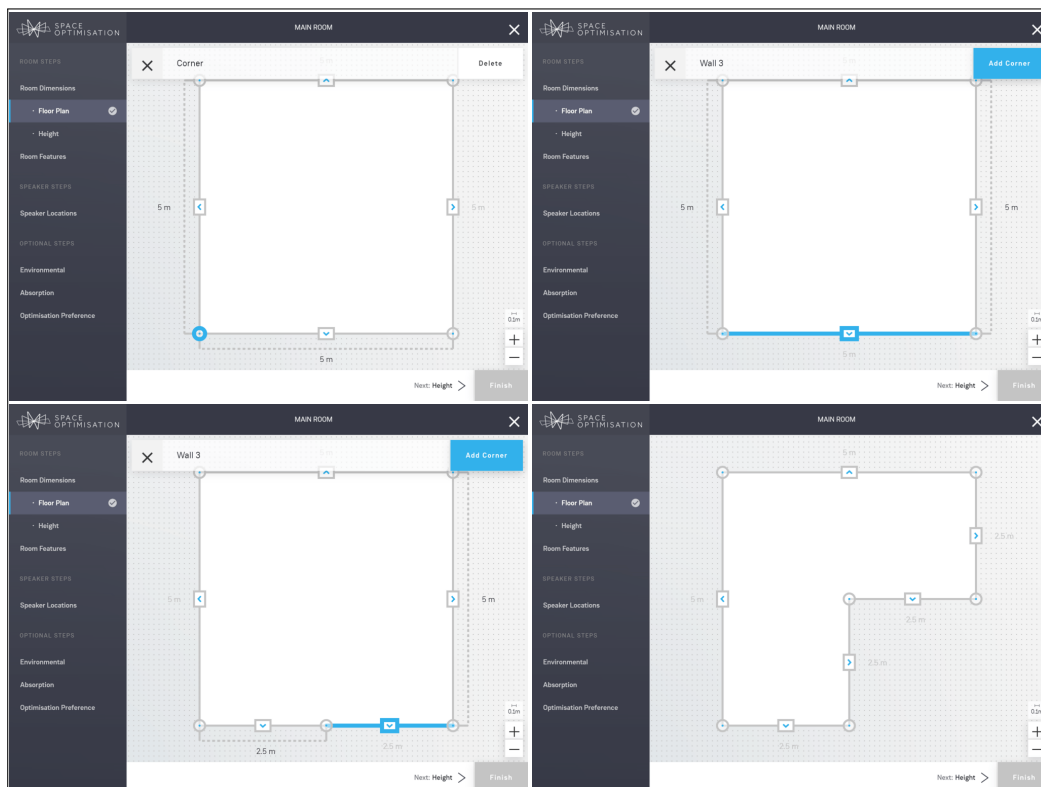 SPACE
OPTIMISATION
MAIN ROOM
ROOM STEPS
Room Dimensions
· Floor Plan
· Height
Room Features
SPEAKER STEPS
Speaker Locations
OPTIONAL STEPS
Environmental
Absorption
Optimisation Preference
Corner
Delete
5 m
5 m
5 m
5 m
0.1m
Next: Height
Finish
SPACE
OPTIMISATION
MAIN ROOM
ROOM STEPS
Room Dimensions
· Floor Plan
· Height
Room Features
SPEAKER STEPS
Speaker Locations
OPTIONAL STEPS
Environmental
Absorption
Optimisation Preference
Wall 3
Add Corner
5 m
5 m
5 m
5 m
0.1m
Next: Height
Finish
SPACE
OPTIMISATION
MAIN ROOM
ROOM STEPS
Room Dimensions
· Floor Plan
· Height
Room Features
SPEAKER STEPS
Speaker Locations
OPTIONAL STEPS
Environmental
Absorption
Optimisation Preference
Wall 3
Add Corner
5 m
5 m
5 m
2.5 m
2.5 m
0.1m
Next: Height
Finish
SPACE
OPTIMISATION
MAIN ROOM
ROOM STEPS
Room Dimensions
· Floor Plan
· Height
Room Features
SPEAKER STEPS
Speaker Locations
OPTIONAL STEPS
Environmental
Absorption
Optimisation Preference
5 m
2.5 m
5 m
2.5 m
2.5 m
2.5 m
0.1m
Next: Height
Finish